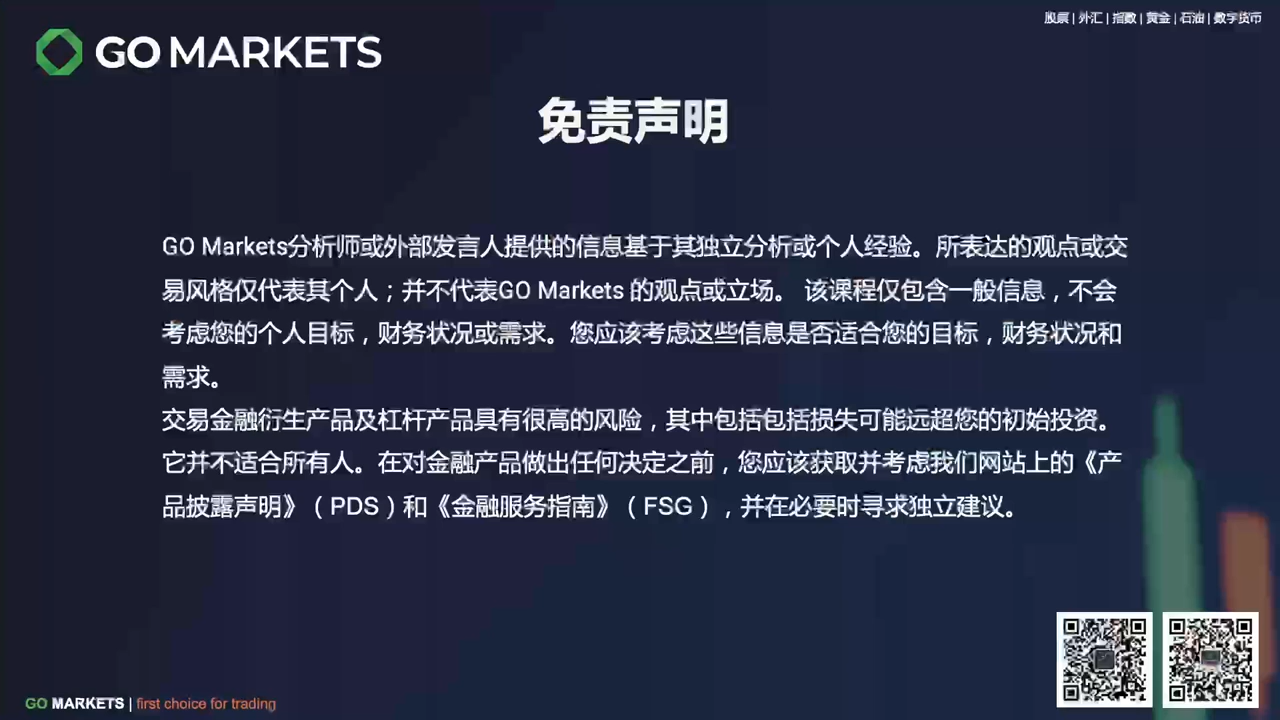 股票 | 外汇 | 指数 | 黄金 | 石油 | 数字货币
GO MARKETS
免责声明
GO Markets分析师或外部发言人提供的信息基于其独立分析或个人经验。所表达的观点或交
易风格仅代表其个人；并不代表GO Markets 的观点或立场。 该课程仅包含一般信息，不会
考虑您的个人目标，财务状况或需求。您应该考虑这些信息是否适合您的目标，财务状况和
需求。
交易金融衍生产品及杠杆产品具有很高的风险，其中包括包括损失可能远超您的初始投资。
它并不适合所有人。在对金融产品做出任何决定之前，您应该获取并考虑我们网站上的《产
品披露声明》（PDS）和《金融服务指南》（FSG），并在必要时寻求独立建议。
GO MARKETS | first choice for trading